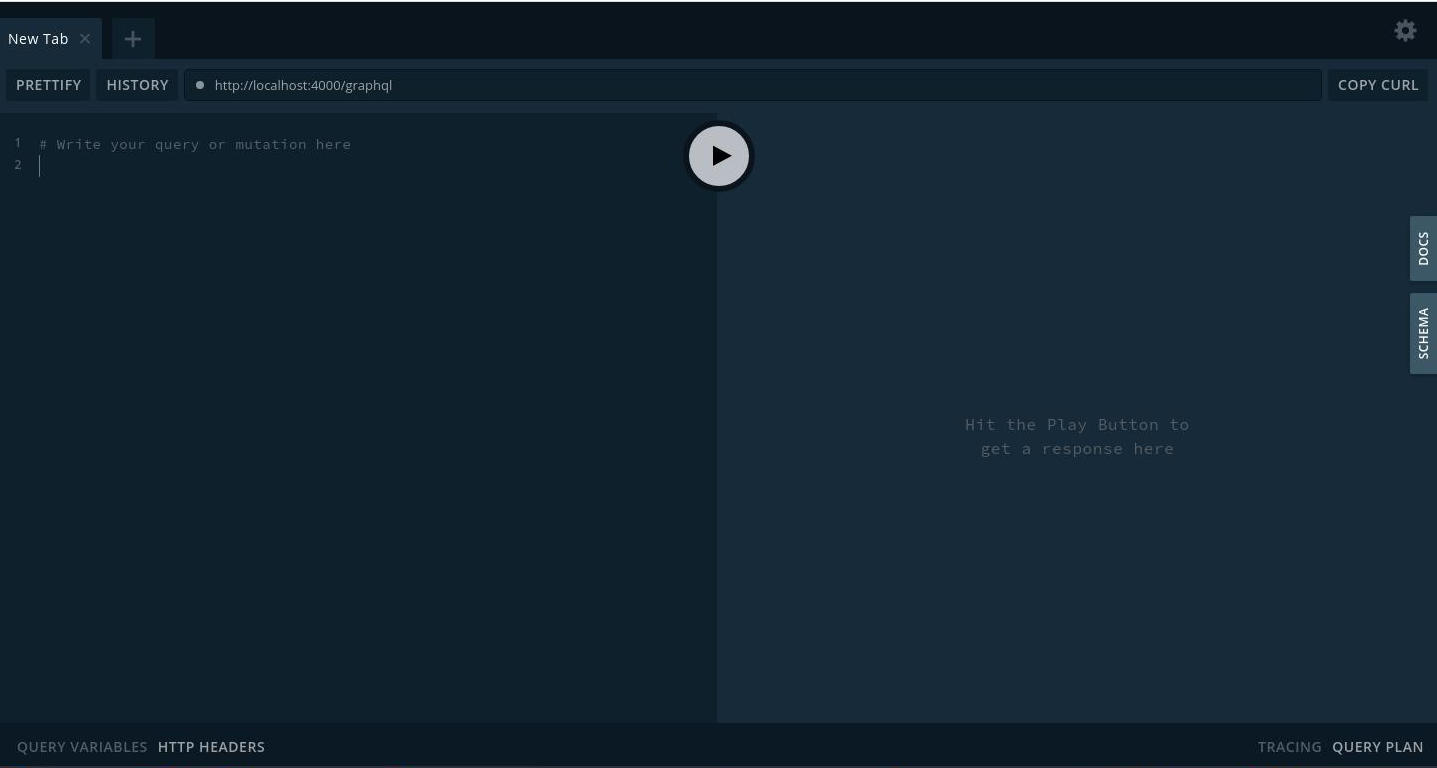 New Tab
PRETTIFY HISTORY http://localhost:4000/graphql COPY CURL
1 # Write your query or mutation here
2
DOCS
SCHEMA
Hit the Play Button to
get a response here
QUERY VARIABLES HTTP HEADERS TRACING QUERY PLAN